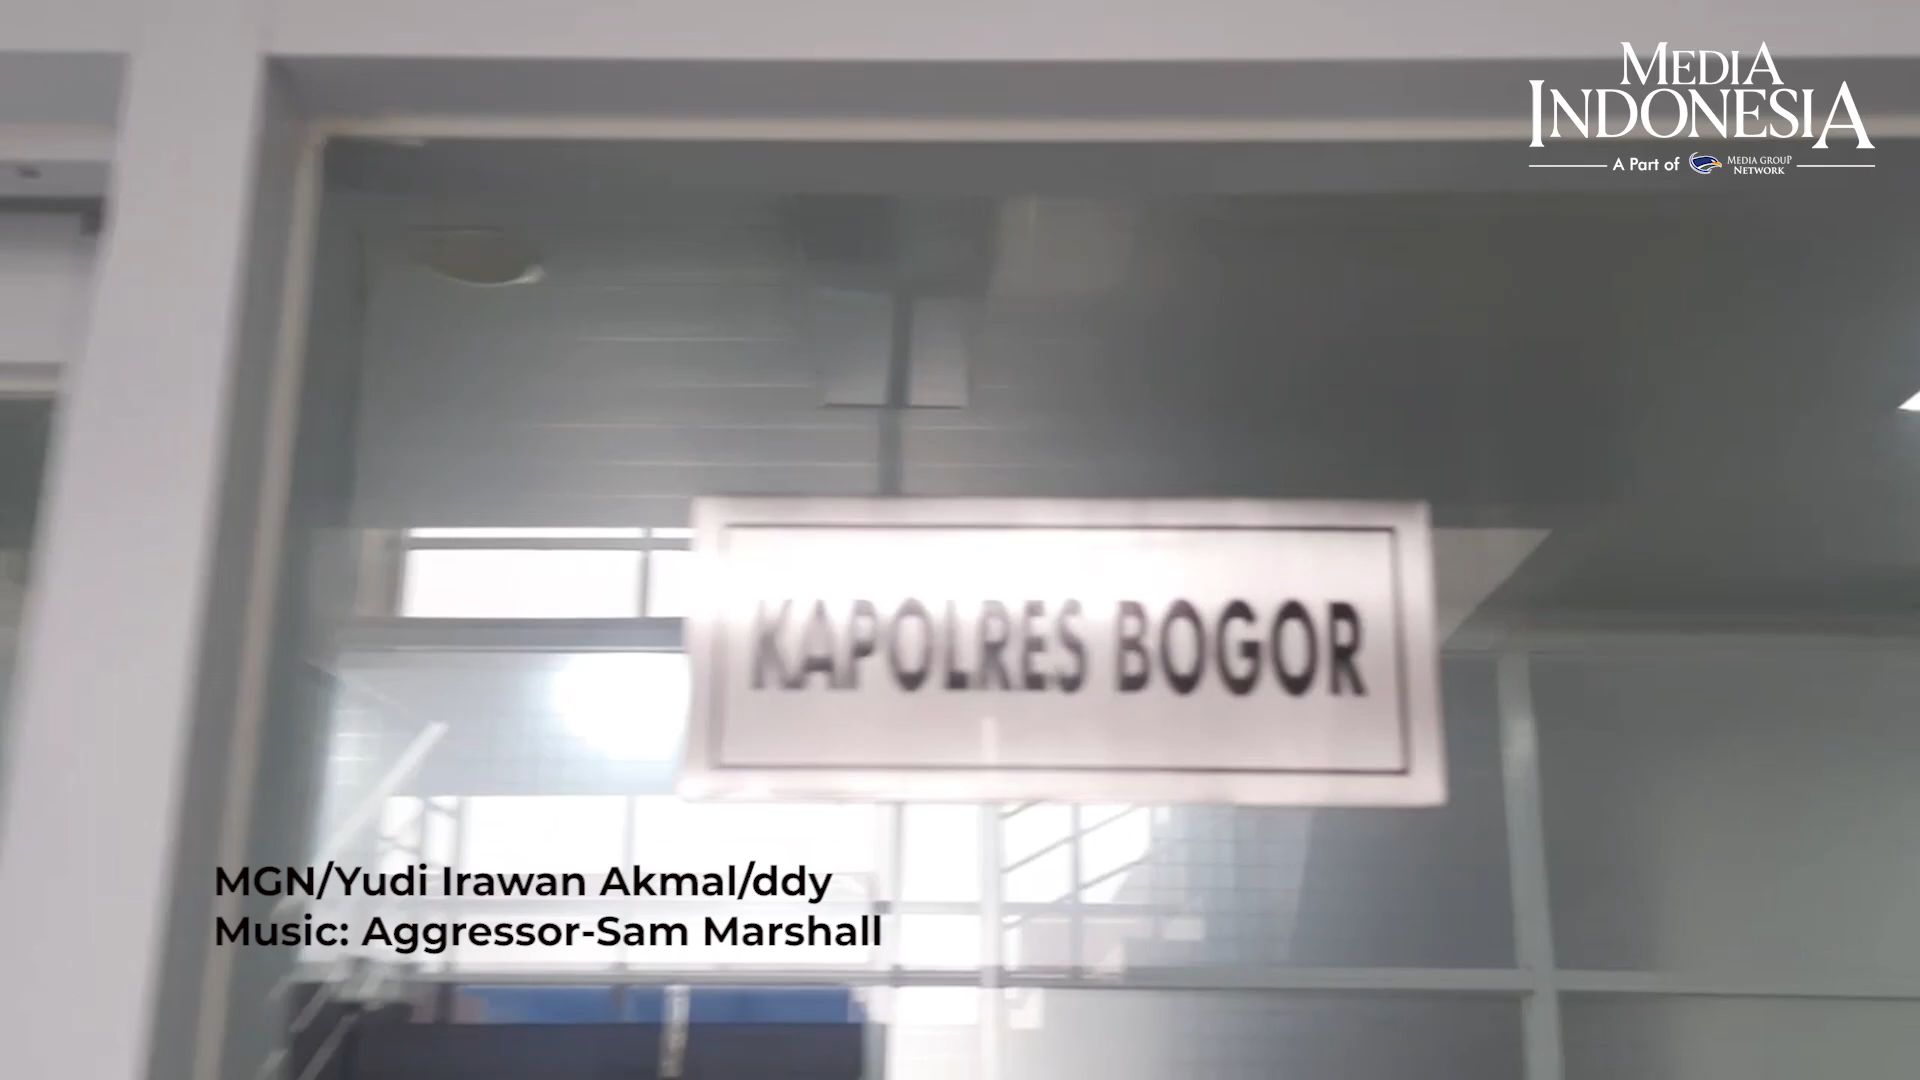 MEDIA
INDONESIA
A Part of MEDIA GROUP NETWORK
KAPOLRES BOGOR
MGN/Yudi Irawan Akmal/ddy
Music: Aggressor-Sam Marshall